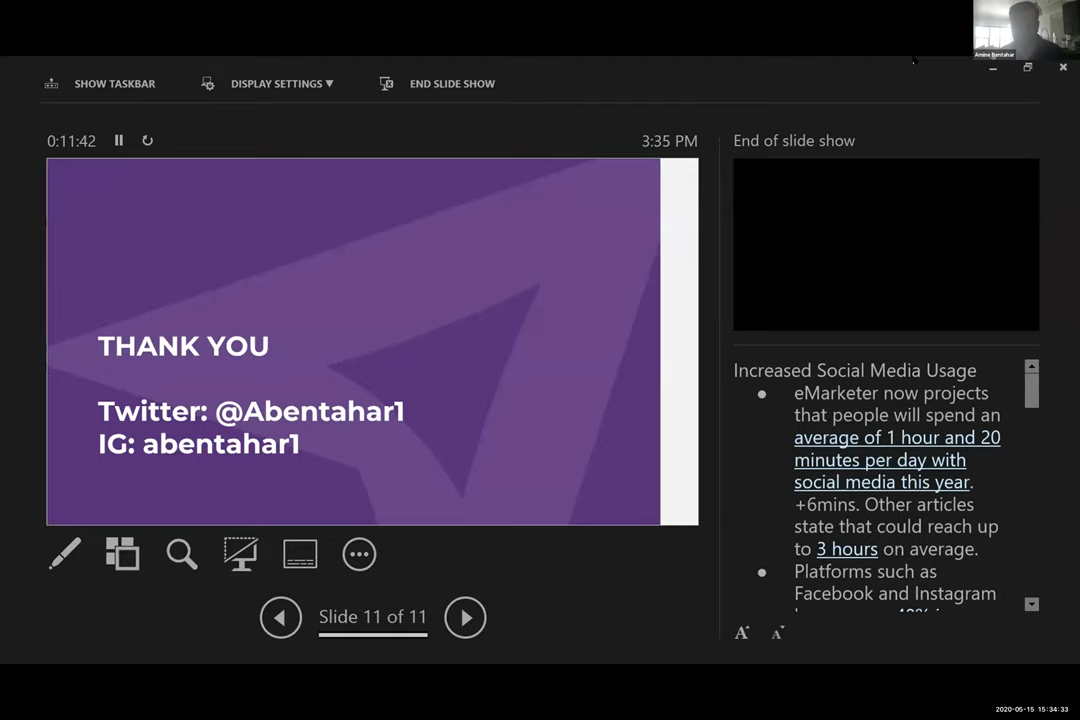 Amine Bentahar
SHOW TASKBAR
DISPLAY SETTINGS ▼
END SLIDE SHOW
0:11:42
3:35 PM
End of slide show
THANK YOU
Twitter: @Abentahar1
IG: abentahar1
Increased Social Media Usage
● eMarketer now projects
that people will spend an
average of 1 hour and 20
minutes per day with
social media this year.
+6mins. Other articles
state that could reach up
to 3 hours on average.
● Platforms such as
Facebook and Instagram
Slide 11 of 11
A A
2020-05-15 15:34:33